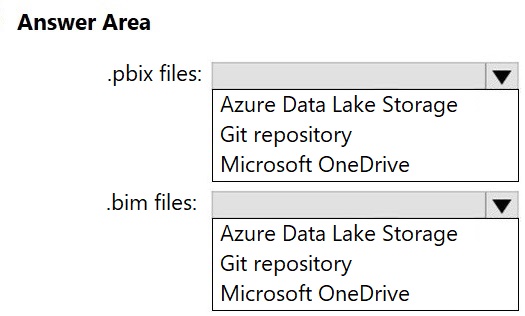 Answer Area
.pbix files:
Azure Data Lake Storage
Git repository
Microsoft OneDrive
.bim files:
Azure Data Lake Storage
Git repository
Microsoft OneDrive